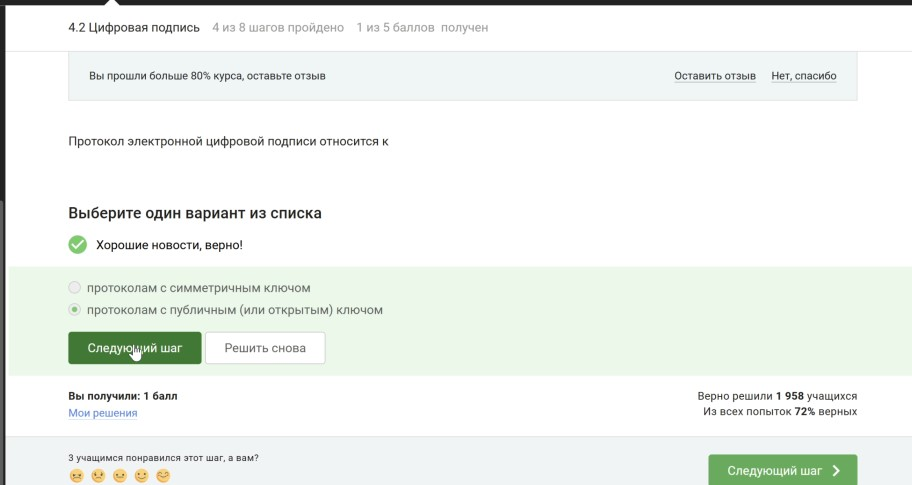 4.2 Цифровая подпись 4 из 8 шагов пройдено 1 из 5 баллов получен
Вы прошли больше 80% курса, оставьте отзыв Оставить отзыв Нет, спасибо
Протокол электронной цифровой подписи относится к
Выберите один вариант из списка
Хорошие новости, верно!
протоколам с симметричным ключом
протоколам с публичным (или открытым) ключом
Следующий шаг Решить снова
Вы получили: 1 балл
Мои решения
Верно решили 1 958 учащихся
Из всех попыток 72% верных
3 учащимся понравился этот шаг, а вам?
Следующий шаг